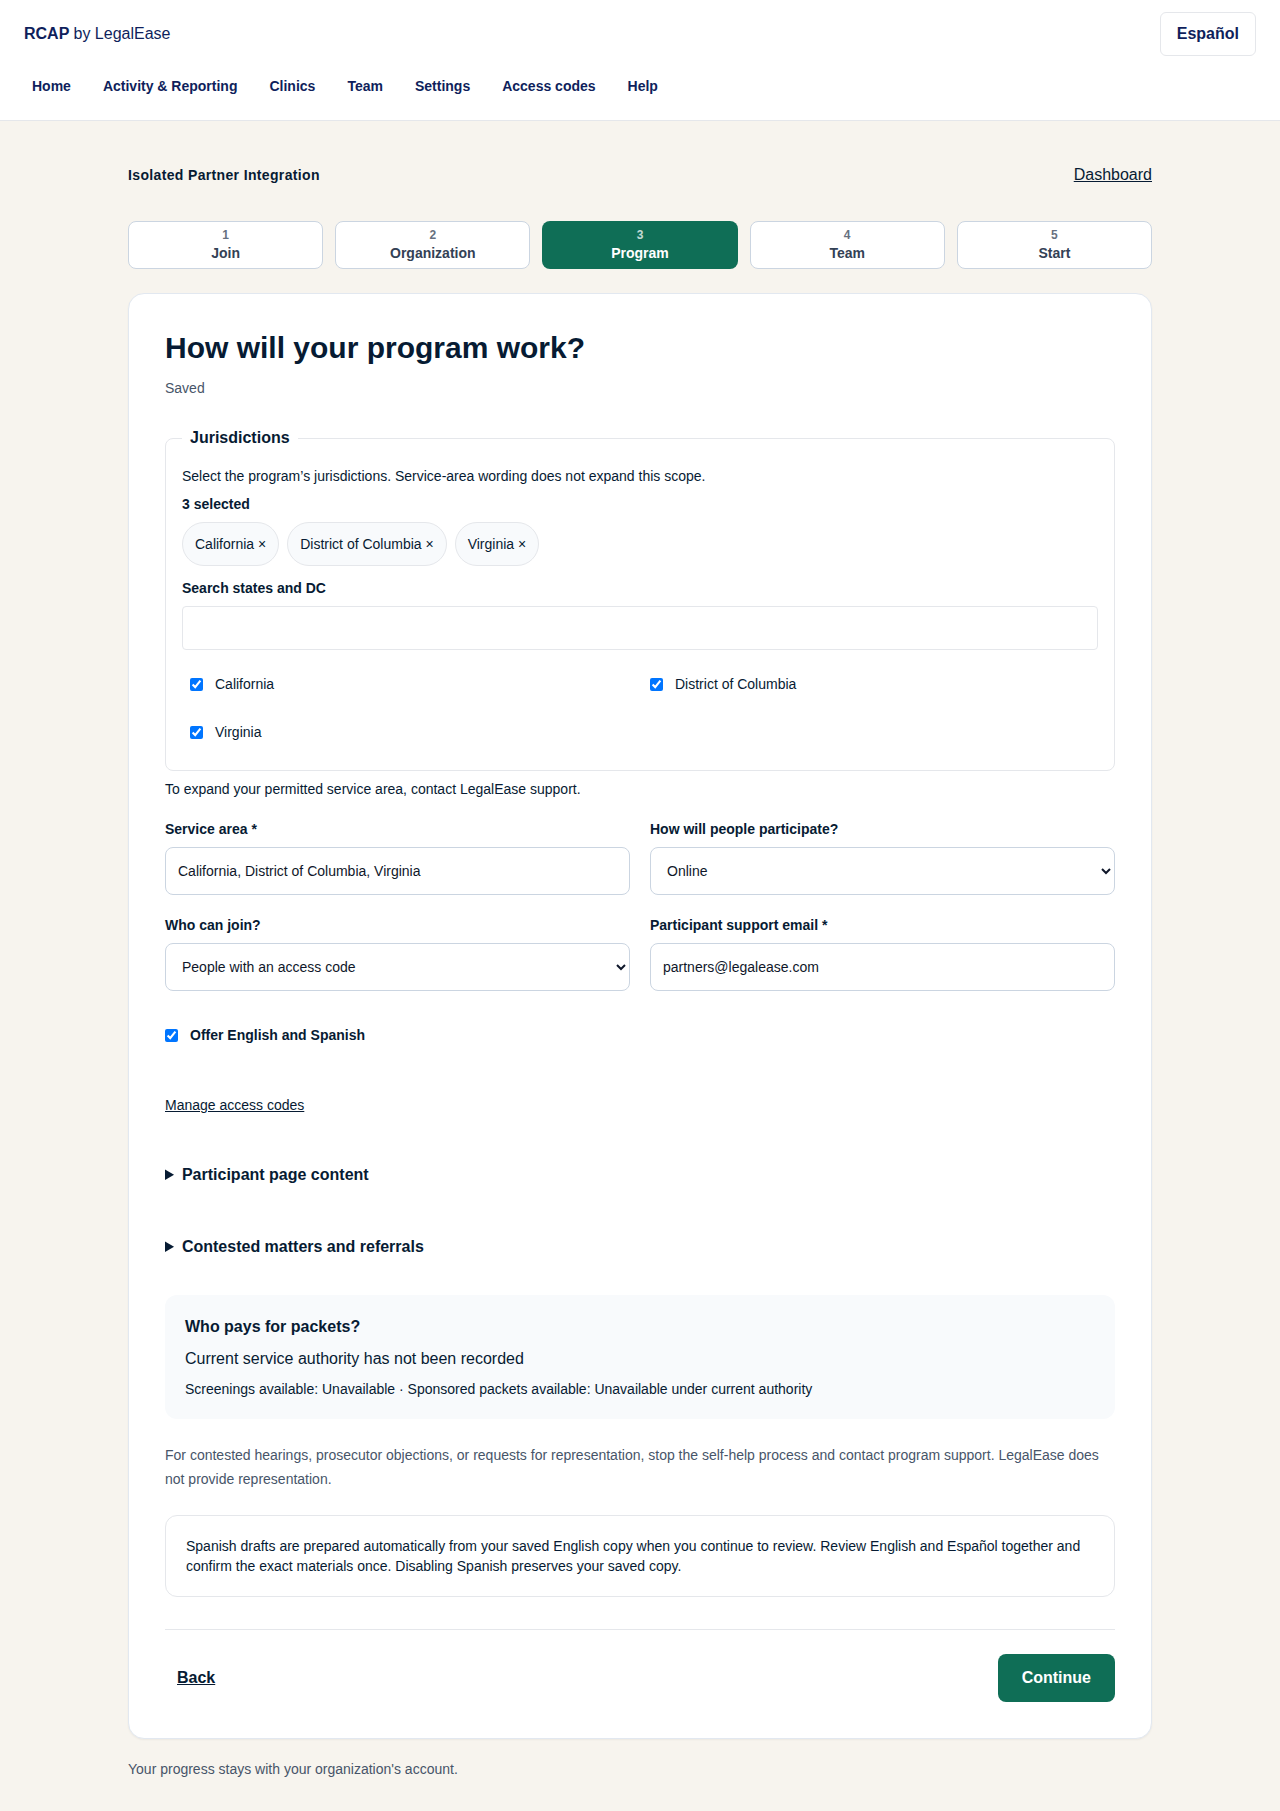 RCAP by LegalEase
Español
Home Activity & Reporting Clinics Team Settings Access codes Help
Isolated Partner Integration
Dashboard
1
Join
2
Organization
3
Program
4
Team
5
Start
How will your program work?
Saved
Jurisdictions
Select the program’s jurisdictions. Service-area wording does not expand this scope.
3 selected
California × District of Columbia × Virginia ×
Search states and DC
California
District of Columbia
Virginia
To expand your permitted service area, contact LegalEase support.
Service area *
California, District of Columbia, Virginia
How will people participate?
Online
Who can join?
People with an access code
Participant support email *
partners@legalease.com
Offer English and Spanish
Manage access codes
Participant page content
Contested matters and referrals
Who pays for packets?
Current service authority has not been recorded
Screenings available: Unavailable · Sponsored packets available: Unavailable under current authority
For contested hearings, prosecutor objections, or requests for representation, stop the self-help process and contact program support. LegalEase does
not provide representation.
Spanish drafts are prepared automatically from your saved English copy when you continue to review. Review English and Español together and
confirm the exact materials once. Disabling Spanish preserves your saved copy.
Back
Continue
Your progress stays with your organization's account.